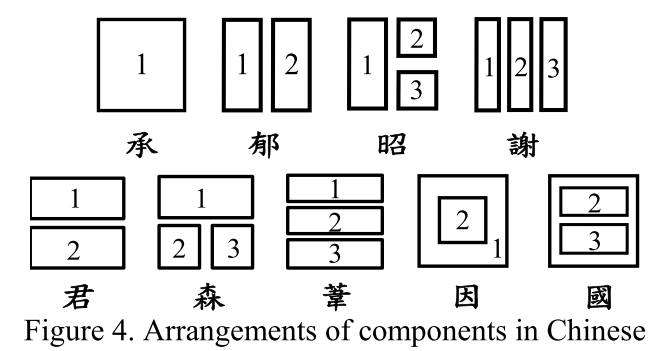 1 1 2 1 2 3 1 2 3
承 郁 昭 謝
1 2 1 2 3 1 2 3 2 1 2 3
君 森 葦 因 國
Figure 4. Arrangements of components in Chinese